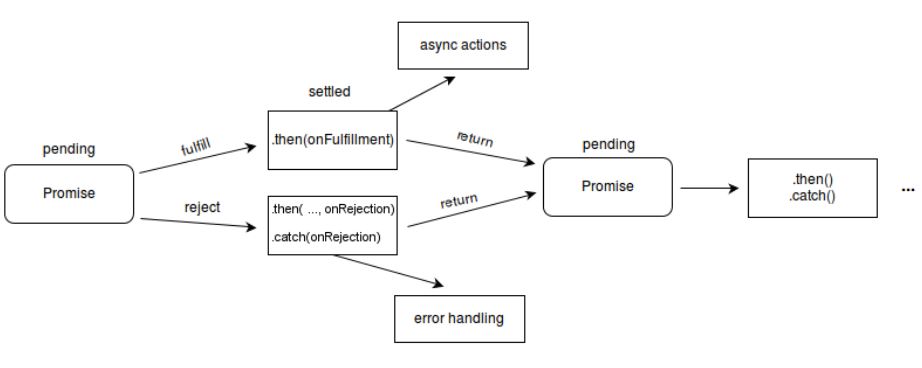 async actions
settled
.then(onFulfillment)
pending
fulfill
return
pending
Promise
reject
.then( ..., onRejection)
.catch(onRejection)
return
Promise
.then()
.catch()
...
error handling